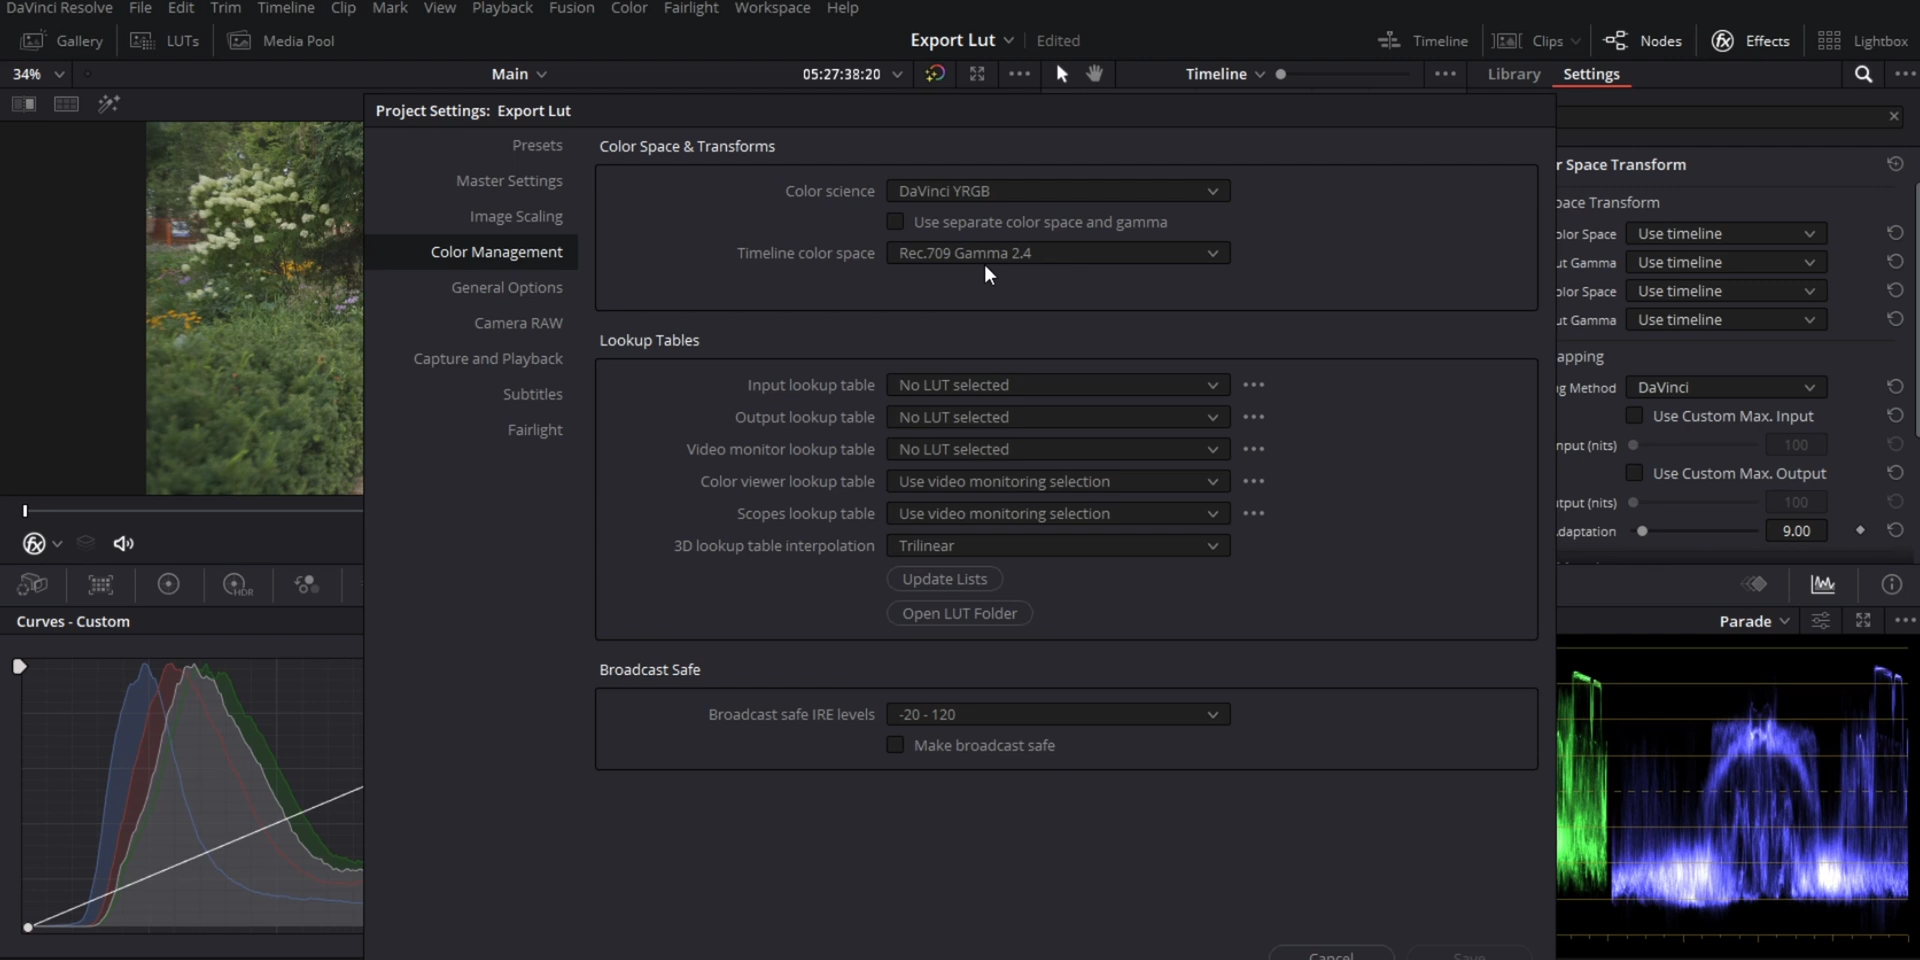 DaVinci Resolve File Edit Trim Timeline Clip Mark View Playback Fusion Color Fairlight Workspace Help
Gallery LUTs Media Pool Export Lut Edited Timeline Clips Nodes Effects Lightbox
34% Main 05:27:38:20 Timeline Library Settings
Project Settings: Export Lut
Presets
Master Settings
Image Scaling
Color Management
General Options
Camera RAW
Capture and Playback
Subtitles
Fairlight
Color Space & Transforms
Color science DaVinci YRGB
Use separate color space and gamma
Timeline color space Rec.709 Gamma 2.4
Lookup Tables
Input lookup table No LUT selected
Output lookup table No LUT selected
Video monitor lookup table No LUT selected
Color viewer lookup table Use video monitoring selection
Scopes lookup table Use video monitoring selection
3D lookup table interpolation Trilinear
Update Lists
Open LUT Folder
Broadcast Safe
Broadcast safe IRE levels -20 - 120
Make broadcast safe
Cancel Save
r Space Transform
pace Transform
olor Space Use timeline
ut Gamma Use timeline
olor Space Use timeline
ut Gamma Use timeline
apping
g Method DaVinci
Use Custom Max. Input
nput (nits) 100
Use Custom Max. Output
utput (nits) 100
daptation 9.00
HDR
Curves - Custom
Parade